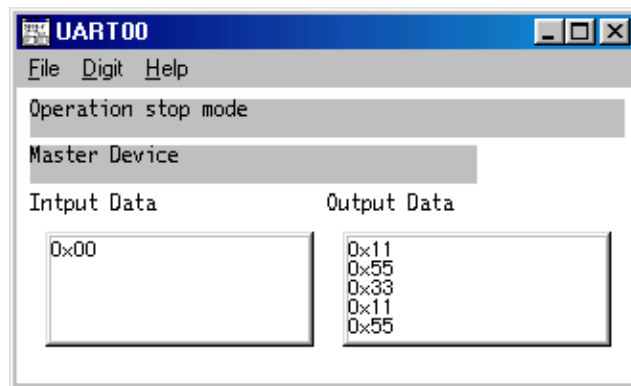 UART00
File Digit Help
Operation stop mode
Master Device
Intput Data Output Data
0x00 0x11
0x55
0x33
0x11
0x55